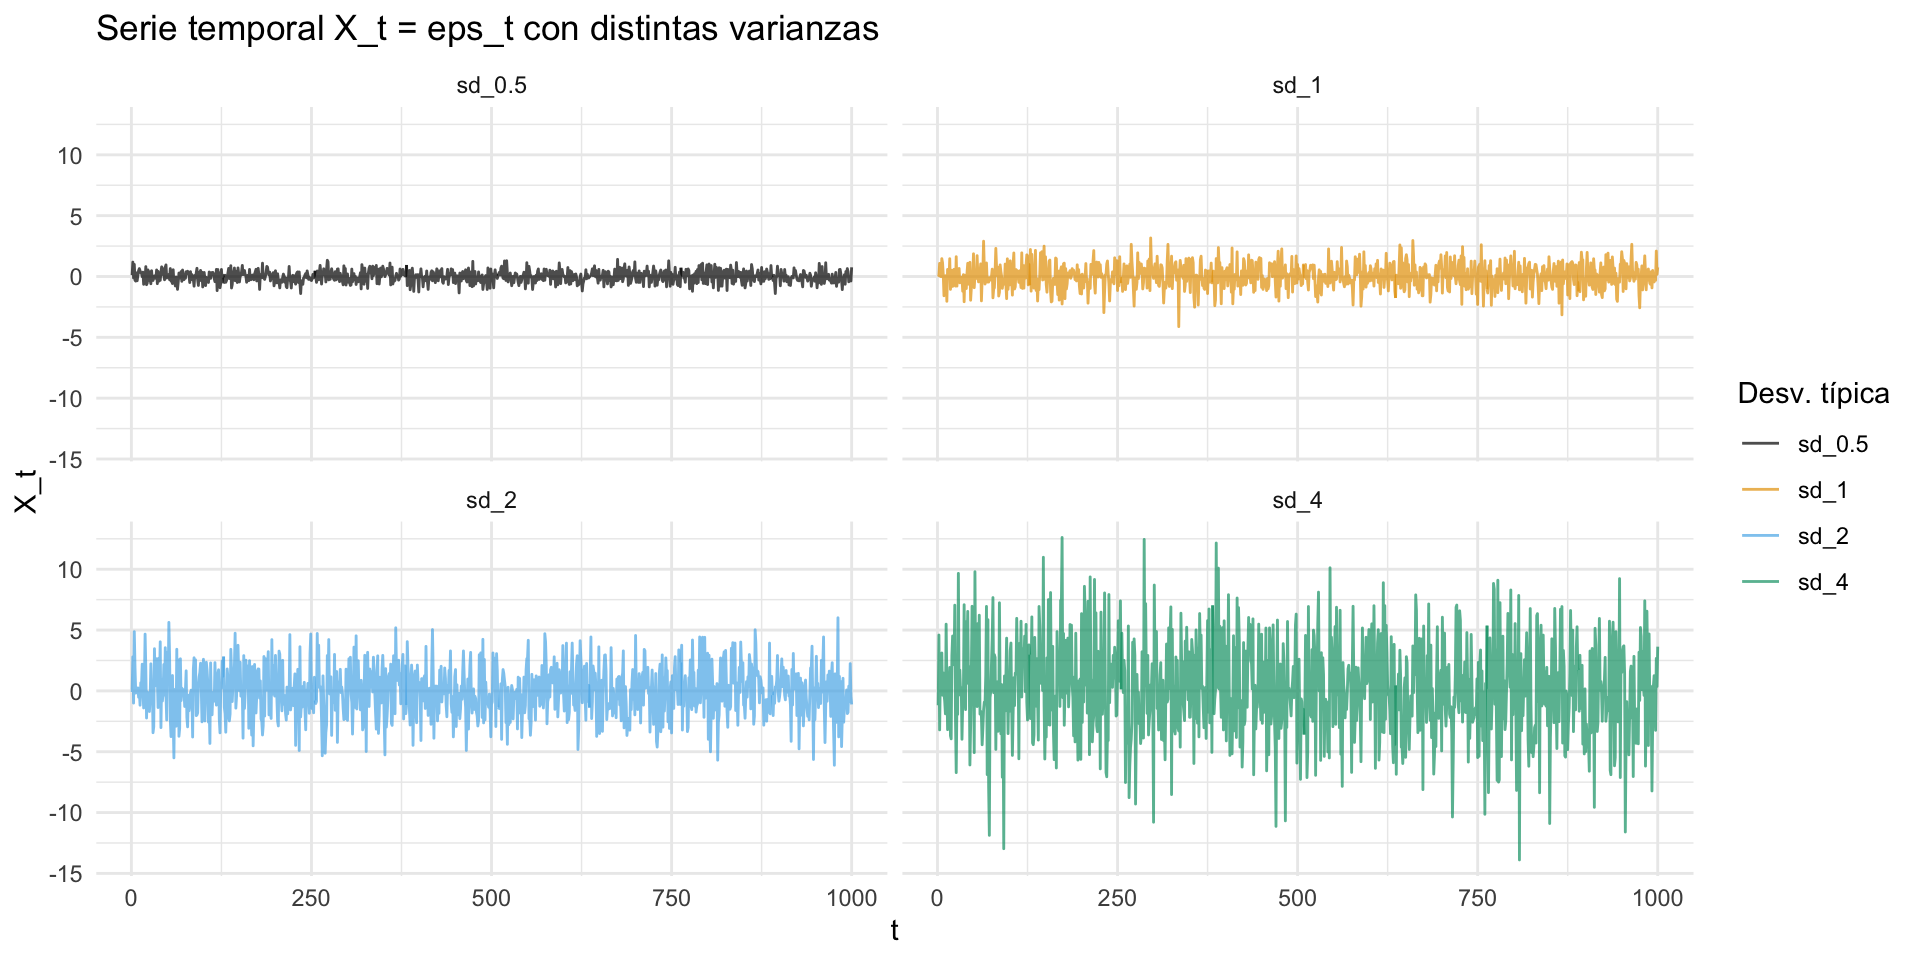 Serie temporal X_t = eps_t con distintas varianzas
sd_0.5
sd_1
10
5
0
-5
-10
-15
X_t
sd_2
sd_4
10
5
0
-5
-10
-15
0
250
500
750
1000
0
250
500
750
1000
t
Desv. típica
sd_0.5
sd_1
sd_2
sd_4